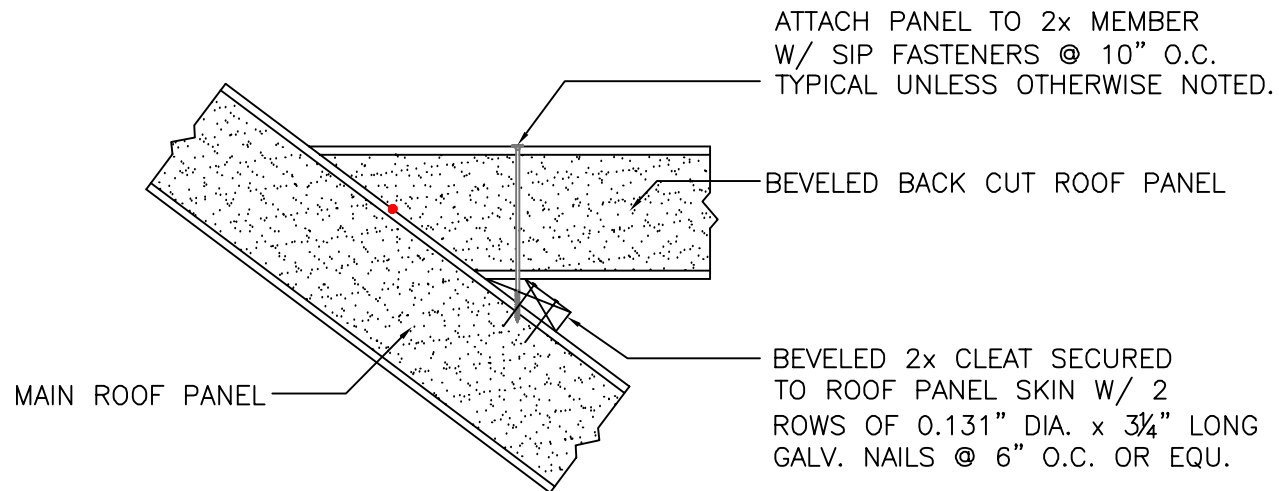 ATTACH PANEL TO 2x MEMBER
W/ SIP FASTENERS @ 10" O.C.
TYPICAL UNLESS OTHERWISE NOTED.
BEVELED BACK CUT ROOF PANEL
BEVELED 2x CLEAT SECURED
TO ROOF PANEL SKIN W/ 2
ROWS OF 0.131" DIA. x 3¼" LONG
GALV. NAILS @ 6" O.C. OR EQU.
MAIN ROOF PANEL